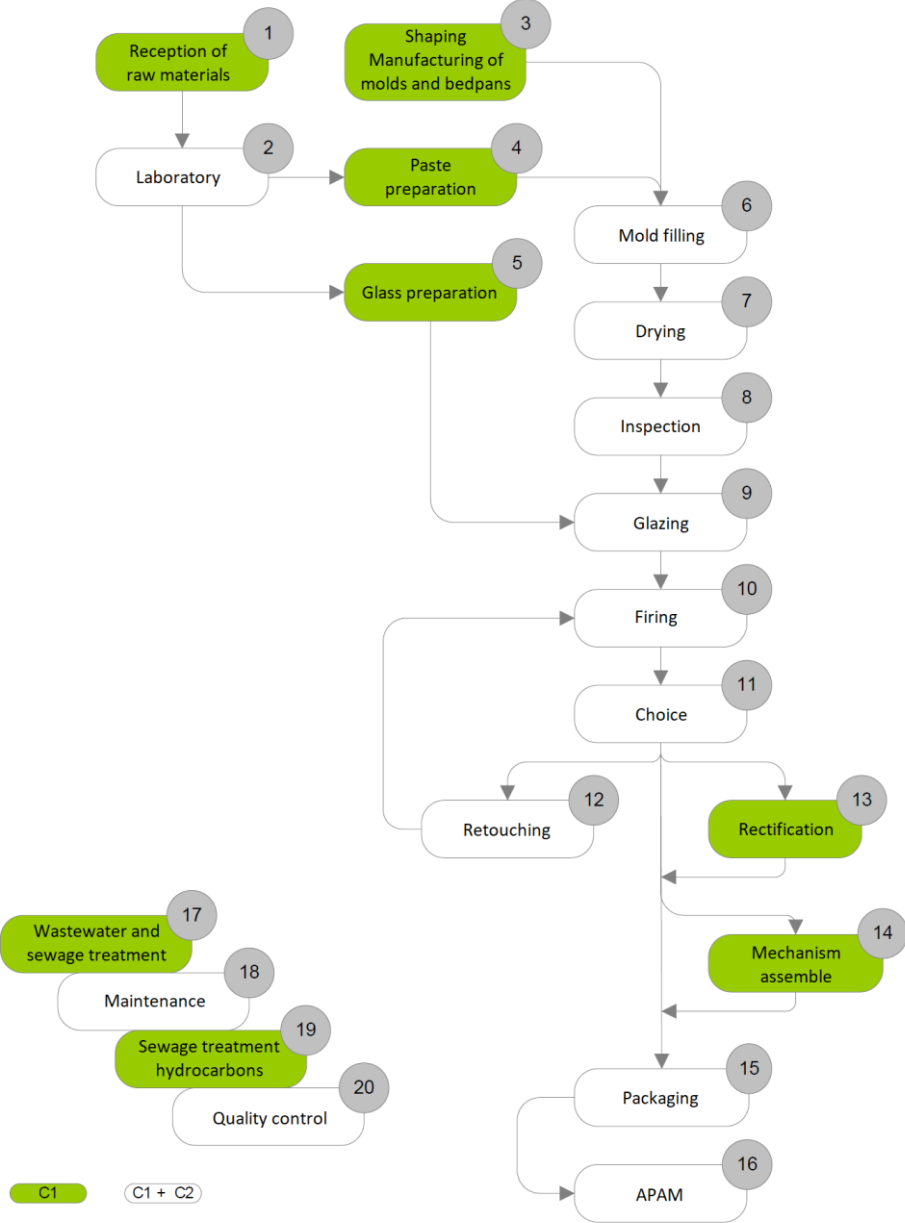 1
Reception of
raw materials
3
Shaping
Manufacturing of
molds and bedpans
2
Laboratory
4
Paste
preparation
5
Glass preparation
6
Mold filling
7
Drying
8
Inspection
9
Glazing
10
Firing
11
Choice
12
Retouching
13
Rectification
14
Mechanism
assemble
15
Packaging
16
APAM
17
Wastewater and
sewage treatment
18
Maintenance
19
Sewage treatment
hydrocarbons
20
Quality control
C1
C1 + C2